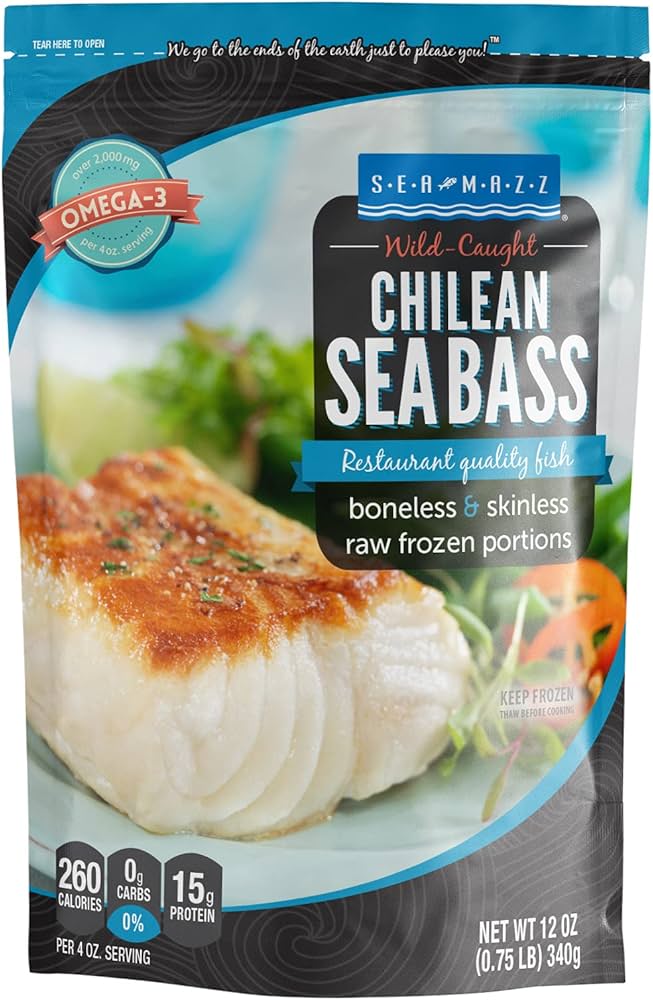 TEAR HERE TO OPEN
We go to the ends of the earth just to please you!™
over 2,000 mg
OMEGA-3
per 4 oz. serving
SEA MAZZ®
Wild-Caught
CHILEAN
SEA BASS
Restaurant quality fish
boneless & skinless
raw frozen portions
KEEP FROZEN
THAW BEFORE COOKING
260
CALORIES
0g
CARBS
0%
15g
PROTEIN
PER 4 OZ. SERVING
NET WT 12 OZ
(0.75 LB) 340g